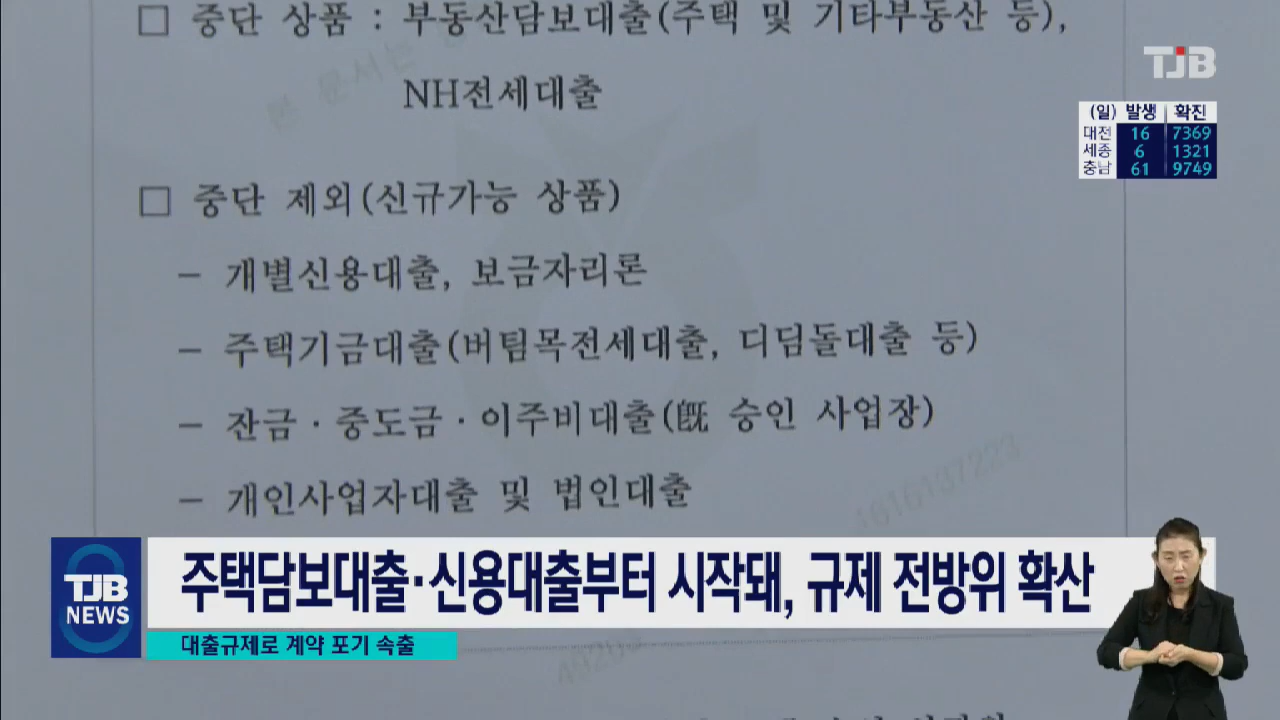 □ 중단 상품 : 부동산담보대출(주택 및 기타부동산 등),
NH전세대출
TJB
(일) 발생 확진
대전 16 7369
세종 6 1321
충남 61 9749
□ 중단 제외(신규가능 상품)
- 개별신용대출, 보금자리론
- 주택기금대출(버팀목전세대출, 디딤돌대출 등)
- 잔금·중도금·이주비대출(旣 승인 사업장)
- 개인사업자대출 및 법인대출
TJB
NEWS
주택담보대출·신용대출부터 시작돼, 규제 전방위 확산
대출규제로 계약 포기 속출